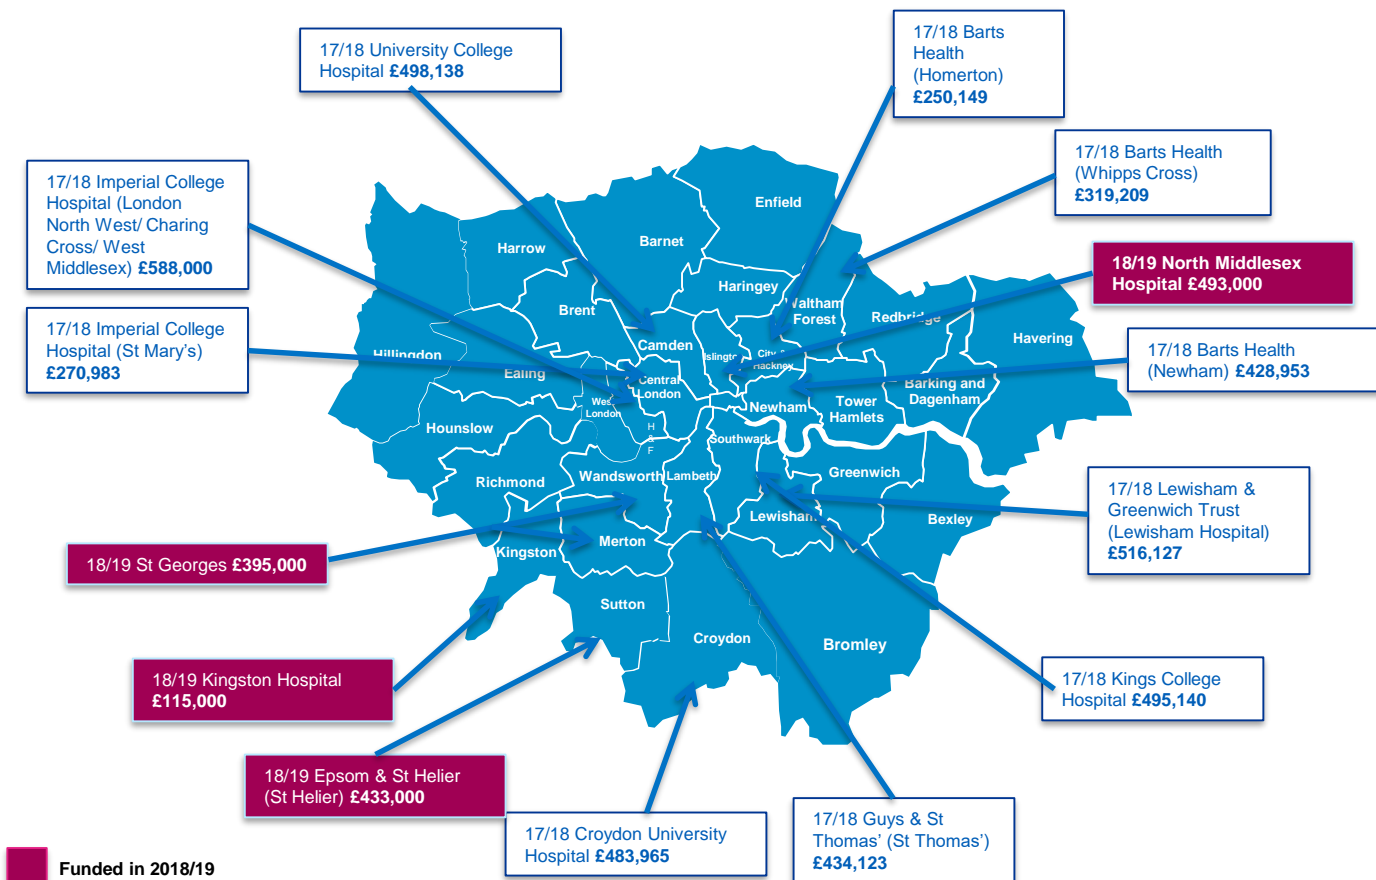 17/18 University College
Hospital £498,138
17/18 Barts
Health
(Homerton)
£250,149
17/18 Barts Health
(Whipps Cross)
£319,209
17/18 Imperial College
Hospital (London
North West/ Charing
Cross/ West
Middlesex) £588,000
18/19 North Middlesex
Hospital £493,000
17/18 Imperial College
Hospital (St Mary's)
£270,983
17/18 Barts Health
(Newham) £428,953
Enfield
Barnet
Harrow
Haringey
Waltham
Forest
Redbridge
Havering
Brent
Camden
Islingto
City &
Hackney
Hillingdon
Ealing
Central
London
West
London
Barking and
Dagenham
Newham
Tower
Hamlets
Hounslow
H
&
F
Southwark
Richmond
Wandsworth
Lambeth
Greenwich
Lewisham
Bexley
Kingston
Merton
Sutton
Croydon
Bromley
17/18 Lewisham &
Greenwich Trust
(Lewisham Hospital)
£516,127
18/19 St Georges £395,000
18/19 Kingston Hospital
£115,000
17/18 Kings College
Hospital £495,140
18/19 Epsom & St Helier
(St Helier) £433,000
17/18 Croydon University
Hospital £483,965
17/18 Guys & St
Thomas' (St Thomas')
£434,123
Funded in 2018/19